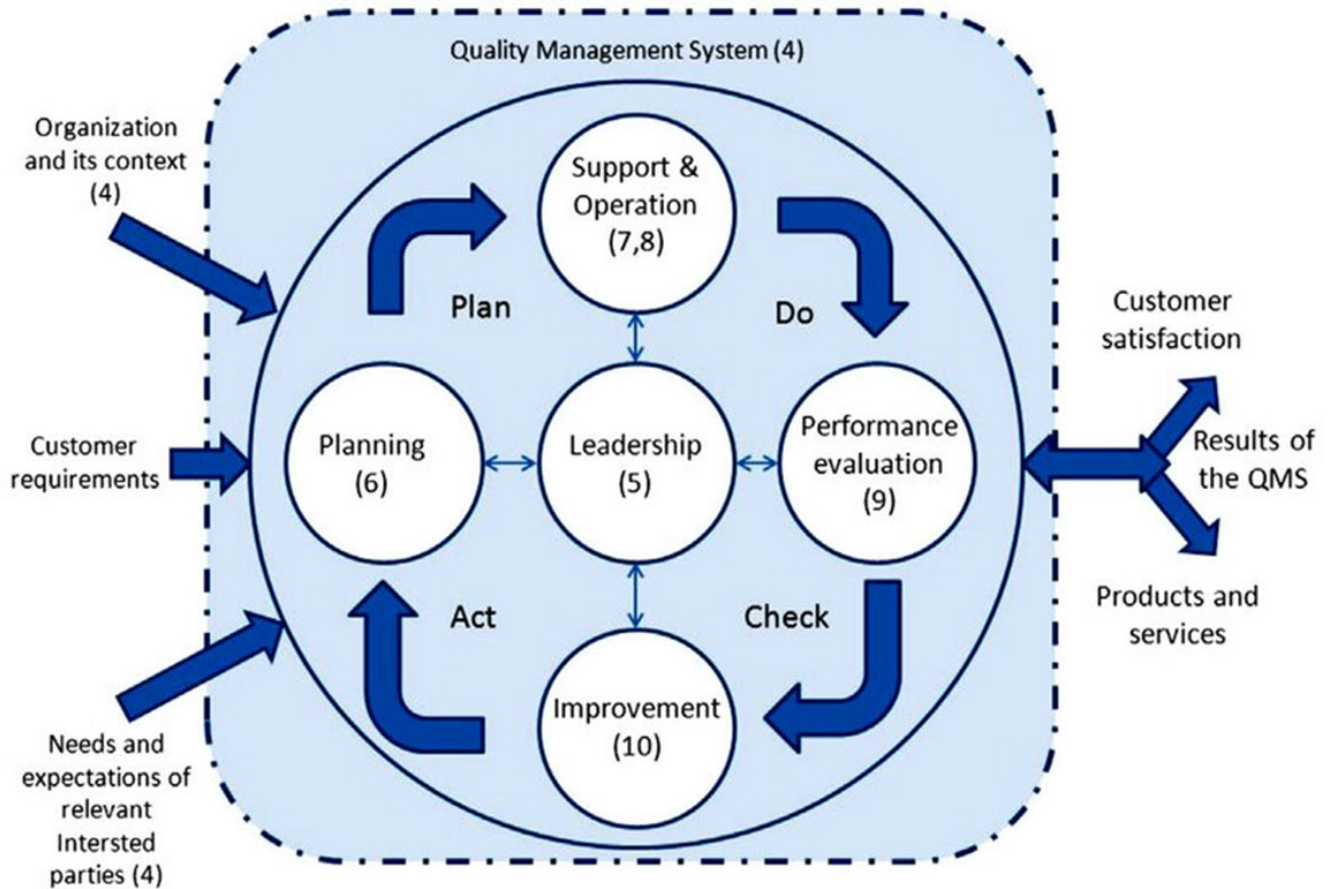 Quality Management System (4)
Organization
and its context
(4)
Support &
Operation
(7,8)
Plan
Do
Customer
satisfaction
Customer
requirements
Planning
(6)
Leadership
(5)
Performance
evaluation
(9)
Results of
the QMS
Act
Check
Products and
services
Improvement
(10)
Needs and
expectations of
relevant
Intersted
parties (4)